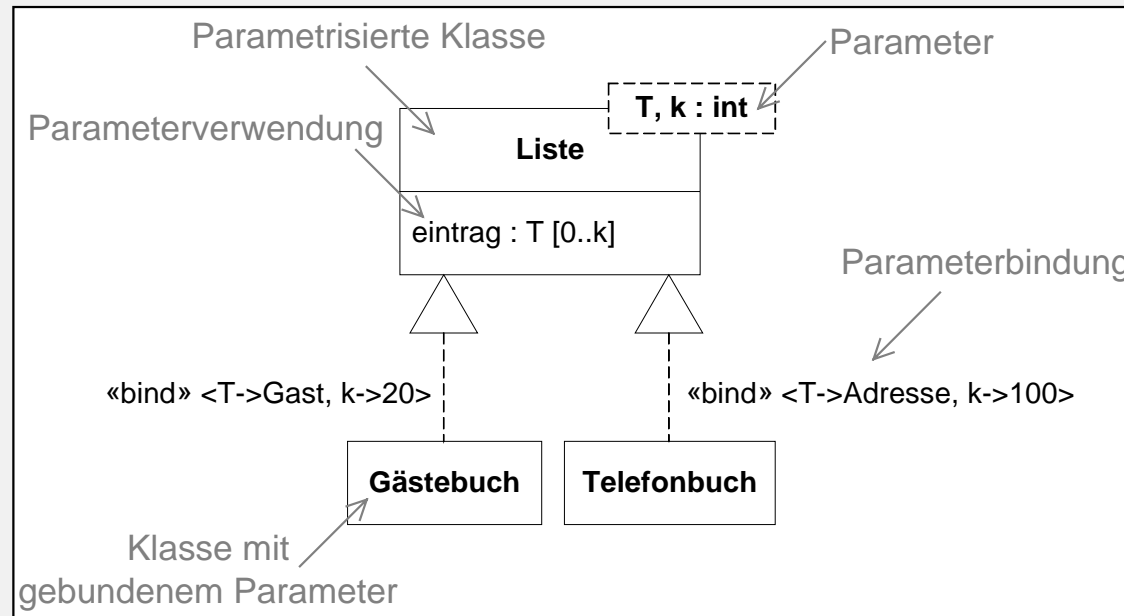 Parametrisierte Klasse
Parameter
T, k : int
Parameterverwendung
Liste
eintrag : T [0..k]
Parameterbindung
«bind» <T->Gast, k->20>
«bind» <T->Adresse, k->100>
Gästebuch
Telefonbuch
Klasse mit
gebundenem Parameter